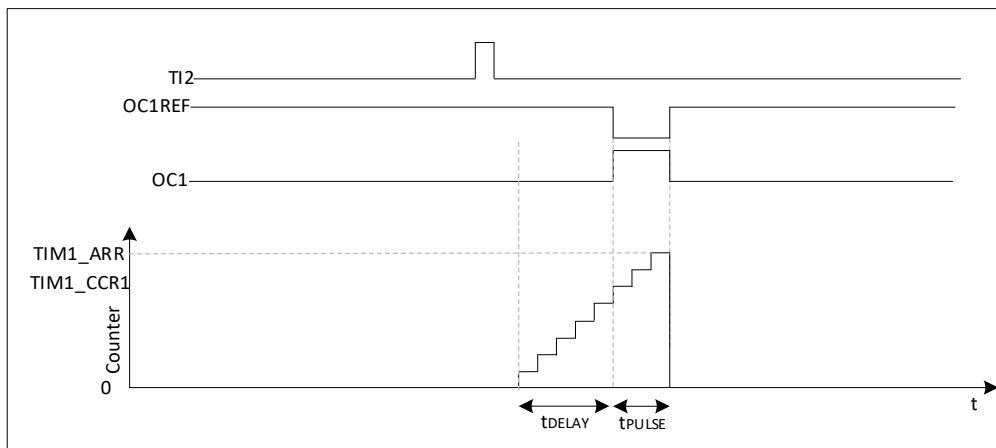 TI2
OC1REF
OC1
TIM1_ARR
TIM1_CCR1
Counter
0
t
tDELAY
tPULSE